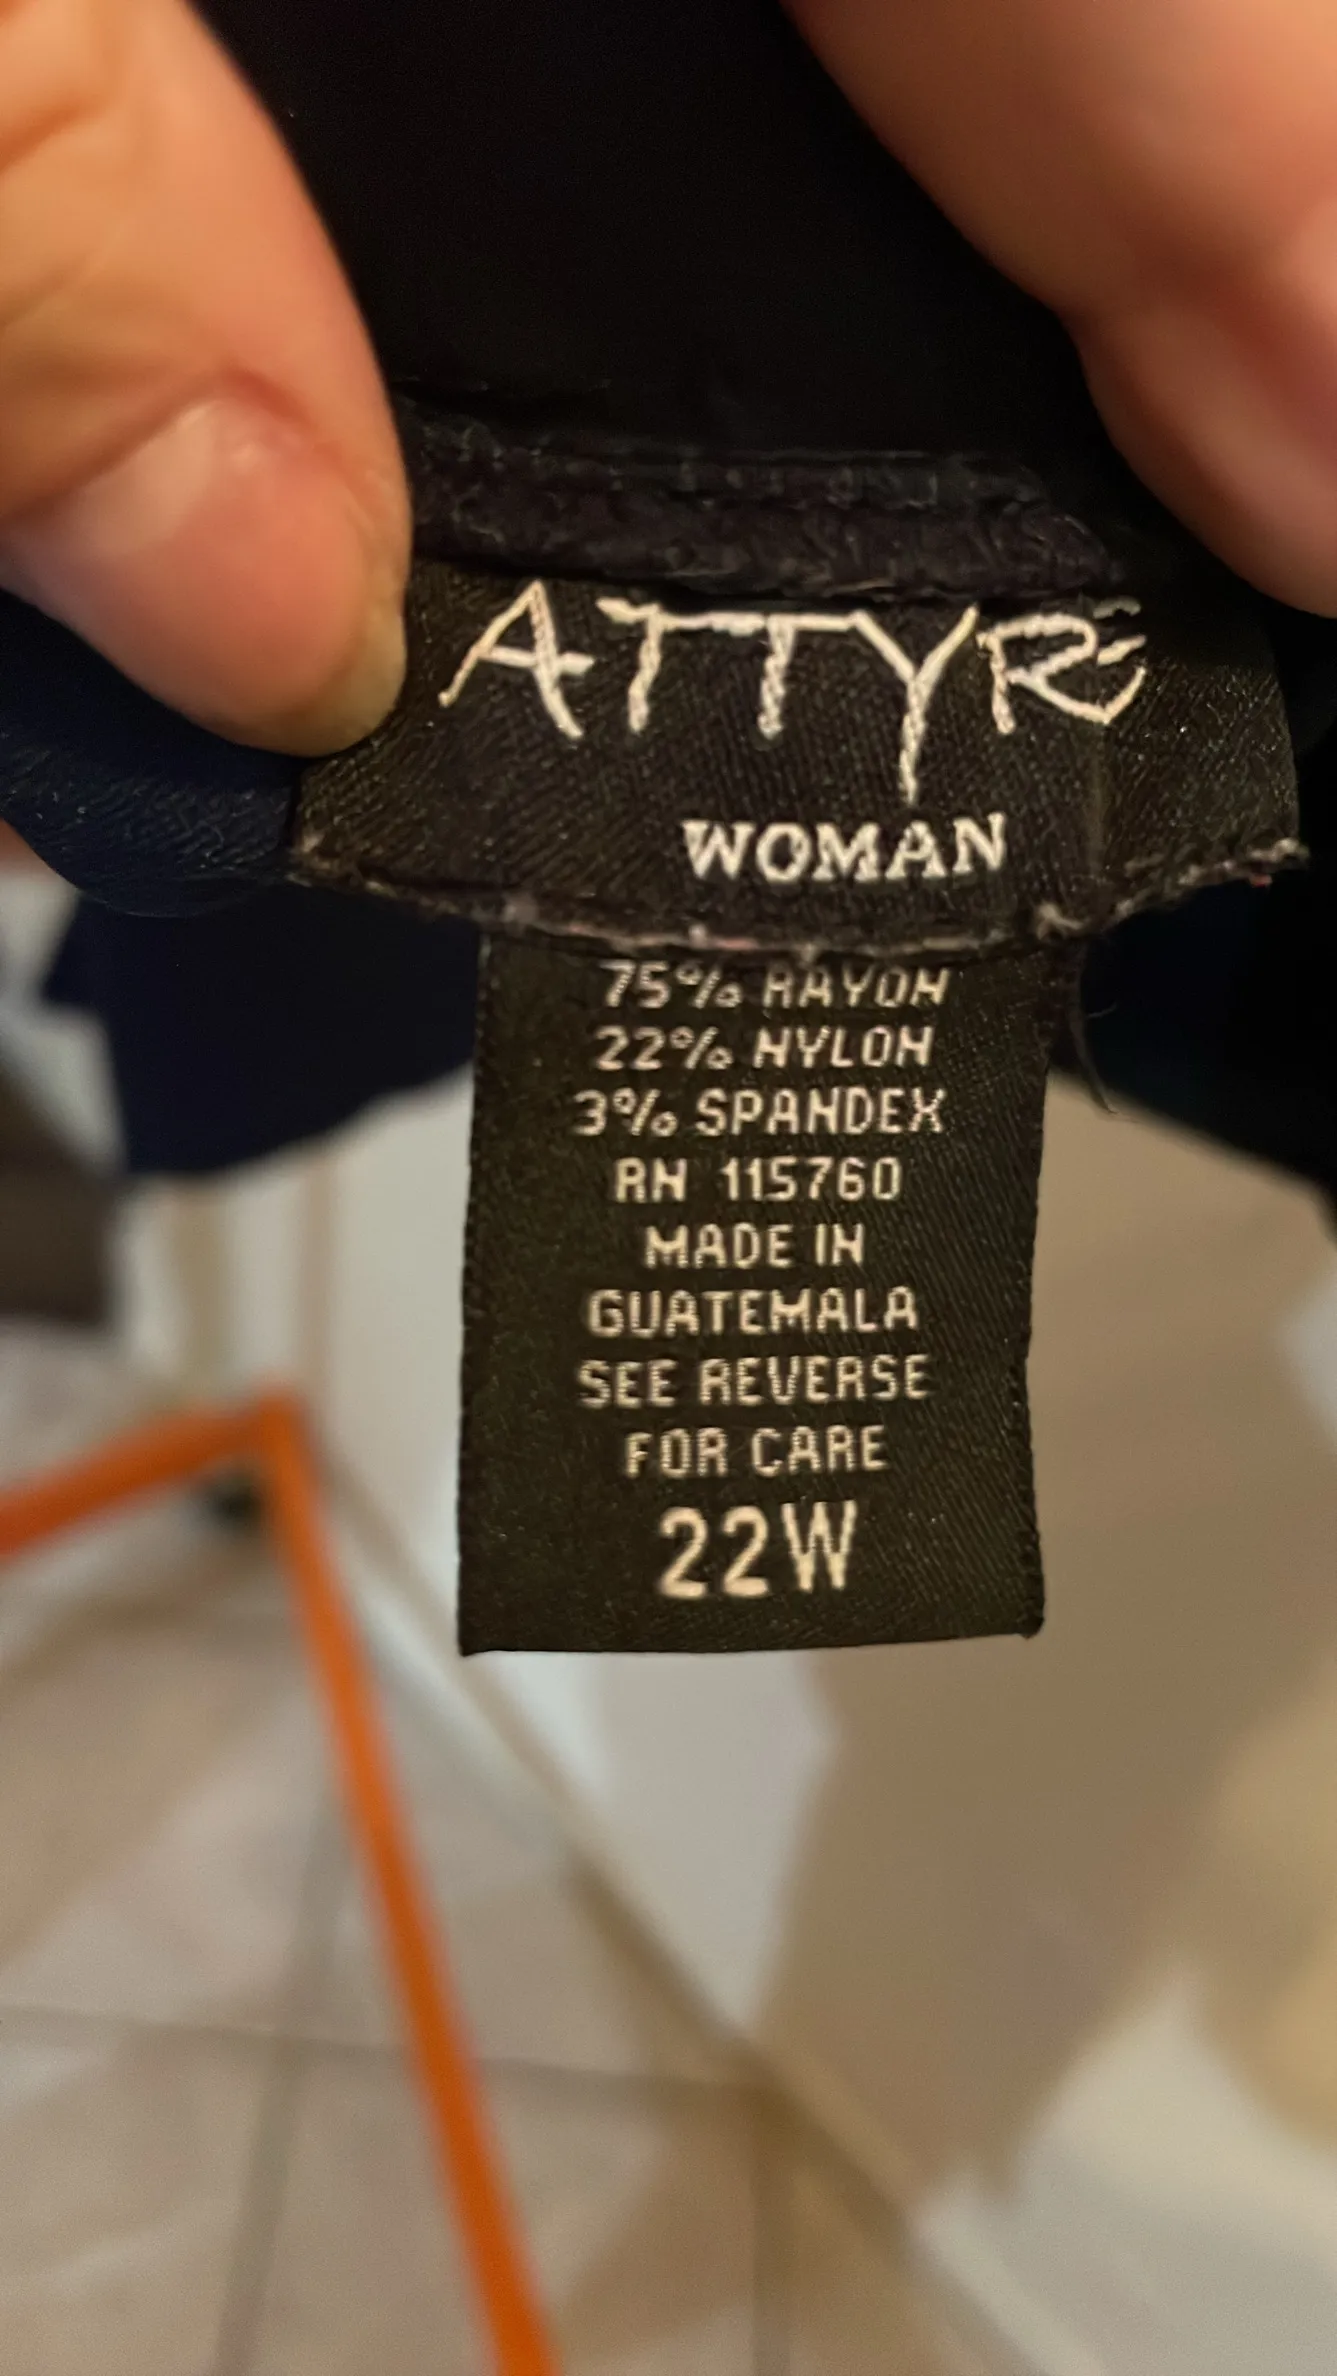 ATTYRE
WOMAN
75% RAYON
22% NYLON
3% SPANDEX
RN 115760
MADE IN
GUATEMALA
SEE REVERSE
FOR CARE
22W